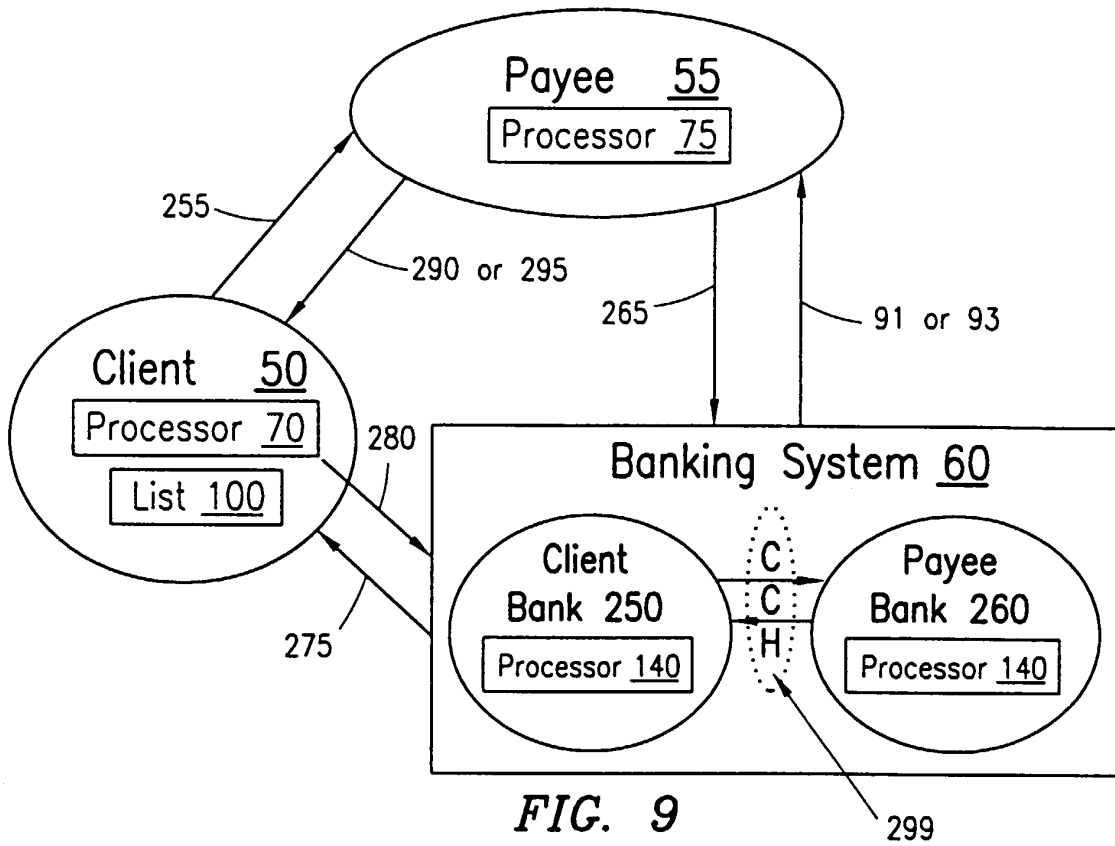 Payee 55
Processor 75
255
290 or 295
265
91 or 93
Client 50
Processor 70
List 100
280
275
Banking System 60
Client
Bank 250
Processor 140
C
C
H
Payee
Bank 260
Processor 140
299
FIG. 9